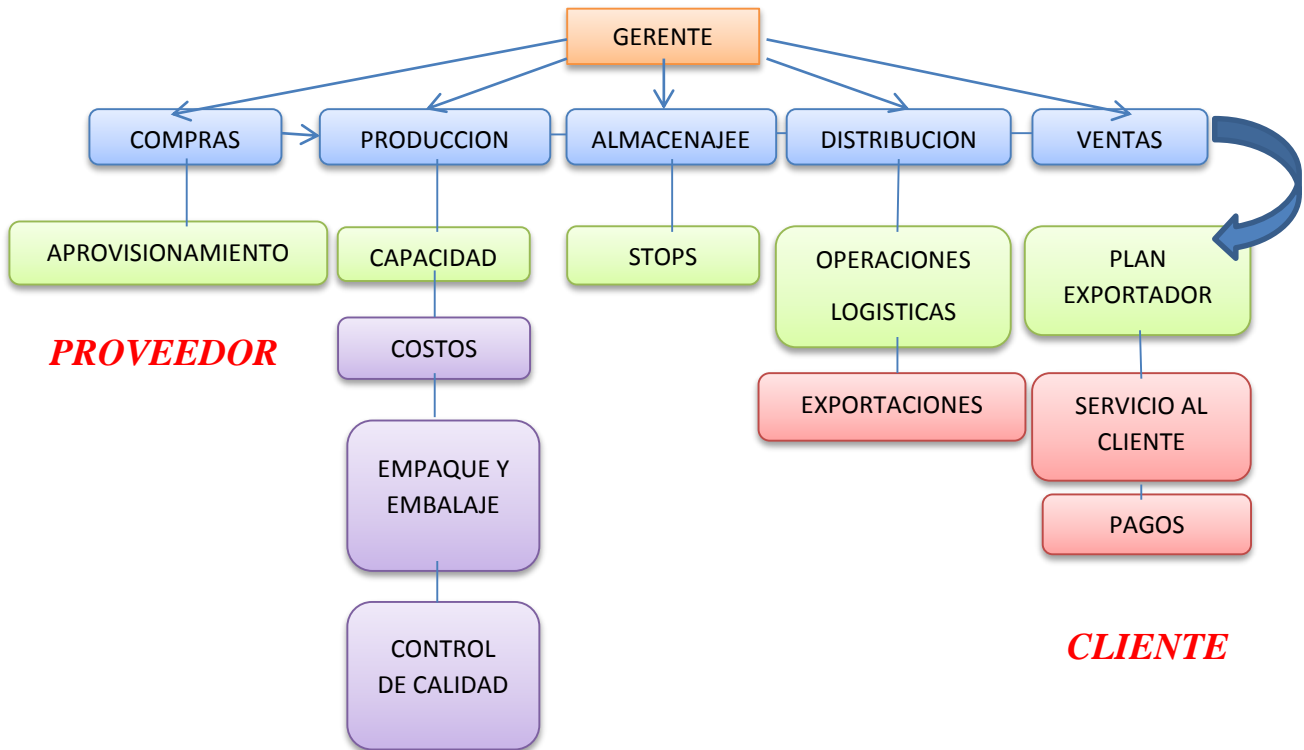 GERENTE
COMPRAS
PRODUCCION
ALMACENAJEE
DISTRIBUCION
VENTAS
APROVISIONAMIENTO
CAPACIDAD
STOPS
OPERACIONES
LOGISTICAS
PLAN
EXPORTADOR
PROVEEDOR
COSTOS
EXPORTACIONES
SERVICIO AL
CLIENTE
EMPAQUE Y
EMBALAJE
PAGOS
CONTROL
DE CALIDAD
CLIENTE